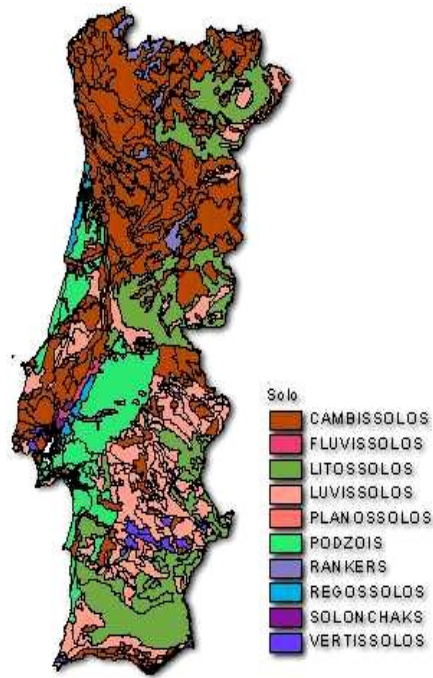 Solo
CAMBISSOLOS
FLUVISSOLOS
LITOSSOLOS
LUVISSOLOS
PLANOSSOLOS
PODZOIS
RANKERS
REGOSSOLOS
SOLONCHAKS
VERTISSOLOS